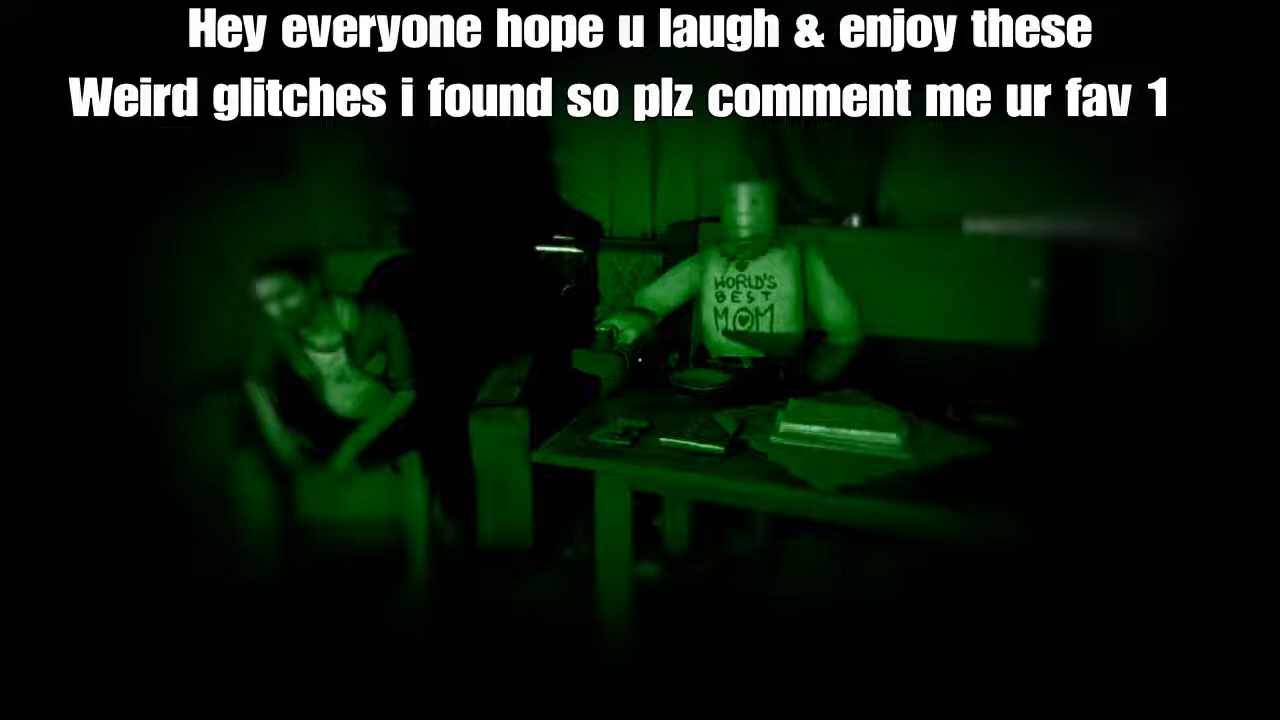 Hey everyone hope u laugh & enjoy these
Weird glitches i found so plz comment me ur fav 1
WORLD'S
BEST
MOM